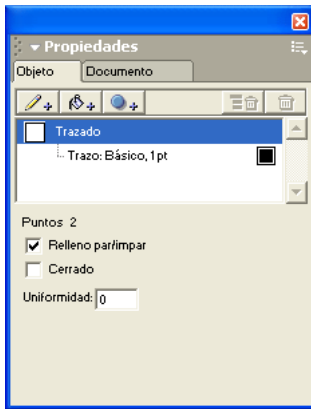 Propiedades
Objeto Documento
Trazado
Trazo: Básico, 1pt
Puntos 2
Relleno par/impar
Cerrado
Uniformidad: 0